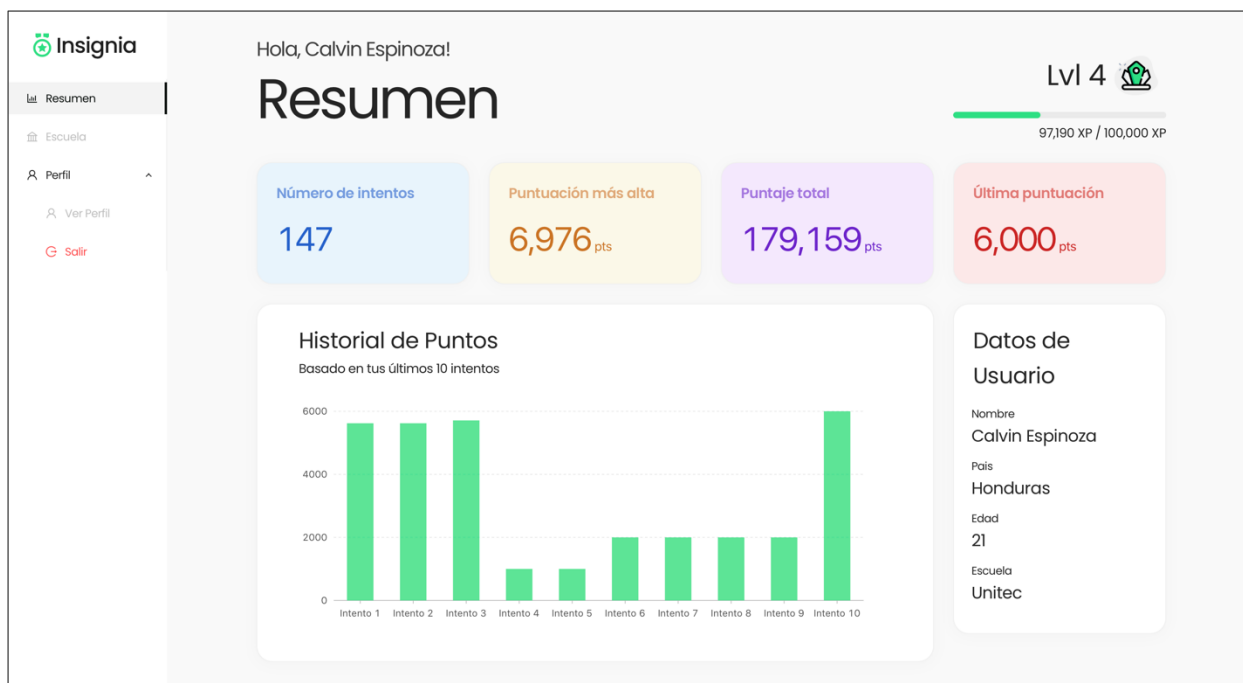 Insignia
Resumen
Escuela
Perfil
Ver Perfil
Salir
Hola, Calvin Espinoza!
Resumen
Lvl 4
97,190 XP / 100,000 XP
Número de intentos
147
Puntuación más alta
6,976 pts
Puntaje total
179,159 pts
Última puntuación
6,000 pts
Historial de Puntos
Basado en tus últimos 10 intentos
6000
4000
2000
0
Intento 1 Intento 2 Intento 3 Intento 4 Intento 5 Intento 6 Intento 7 Intento 8 Intento 9 Intento 10
Datos de
Usuario
Nombre
Calvin Espinoza
Pais
Honduras
Edad
21
Escuela
Unitec